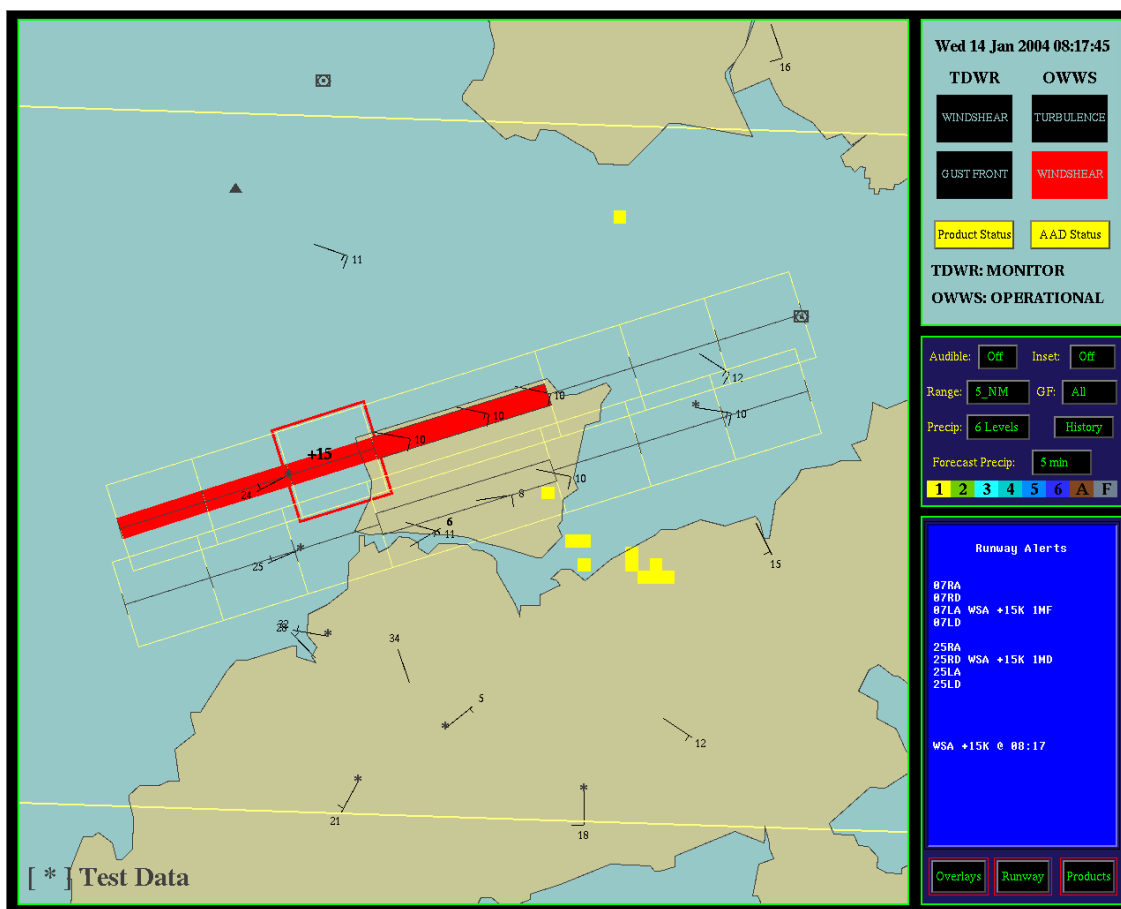 16
11
12
10
10
10
10
+15
24
10
8
6
11
25
15
34
5
12
21
18
[ * ] Test Data
Wed 14 Jan 2004 08:17:45
TDWR OWWS
WINDSHEAR TURBULENCE
GUST FRONT WINDSHEAR
Product Status AAD Status
TDWR: MONITOR
OWWS: OPERATIONAL
Audible: Off Inset: Off
Range: 5_NM GF: All
Precip: 6 Levels History
Forecast Precip: 5 min
1 2 3 4 5 6 A F
Runway Alerts
07RA
07RD
07LA WSA +15K 1MF
07LD
25RA
25RD WSA +15K 1MD
25LA
25LD
WSA +15K @ 08:17
Overlays Runway Products